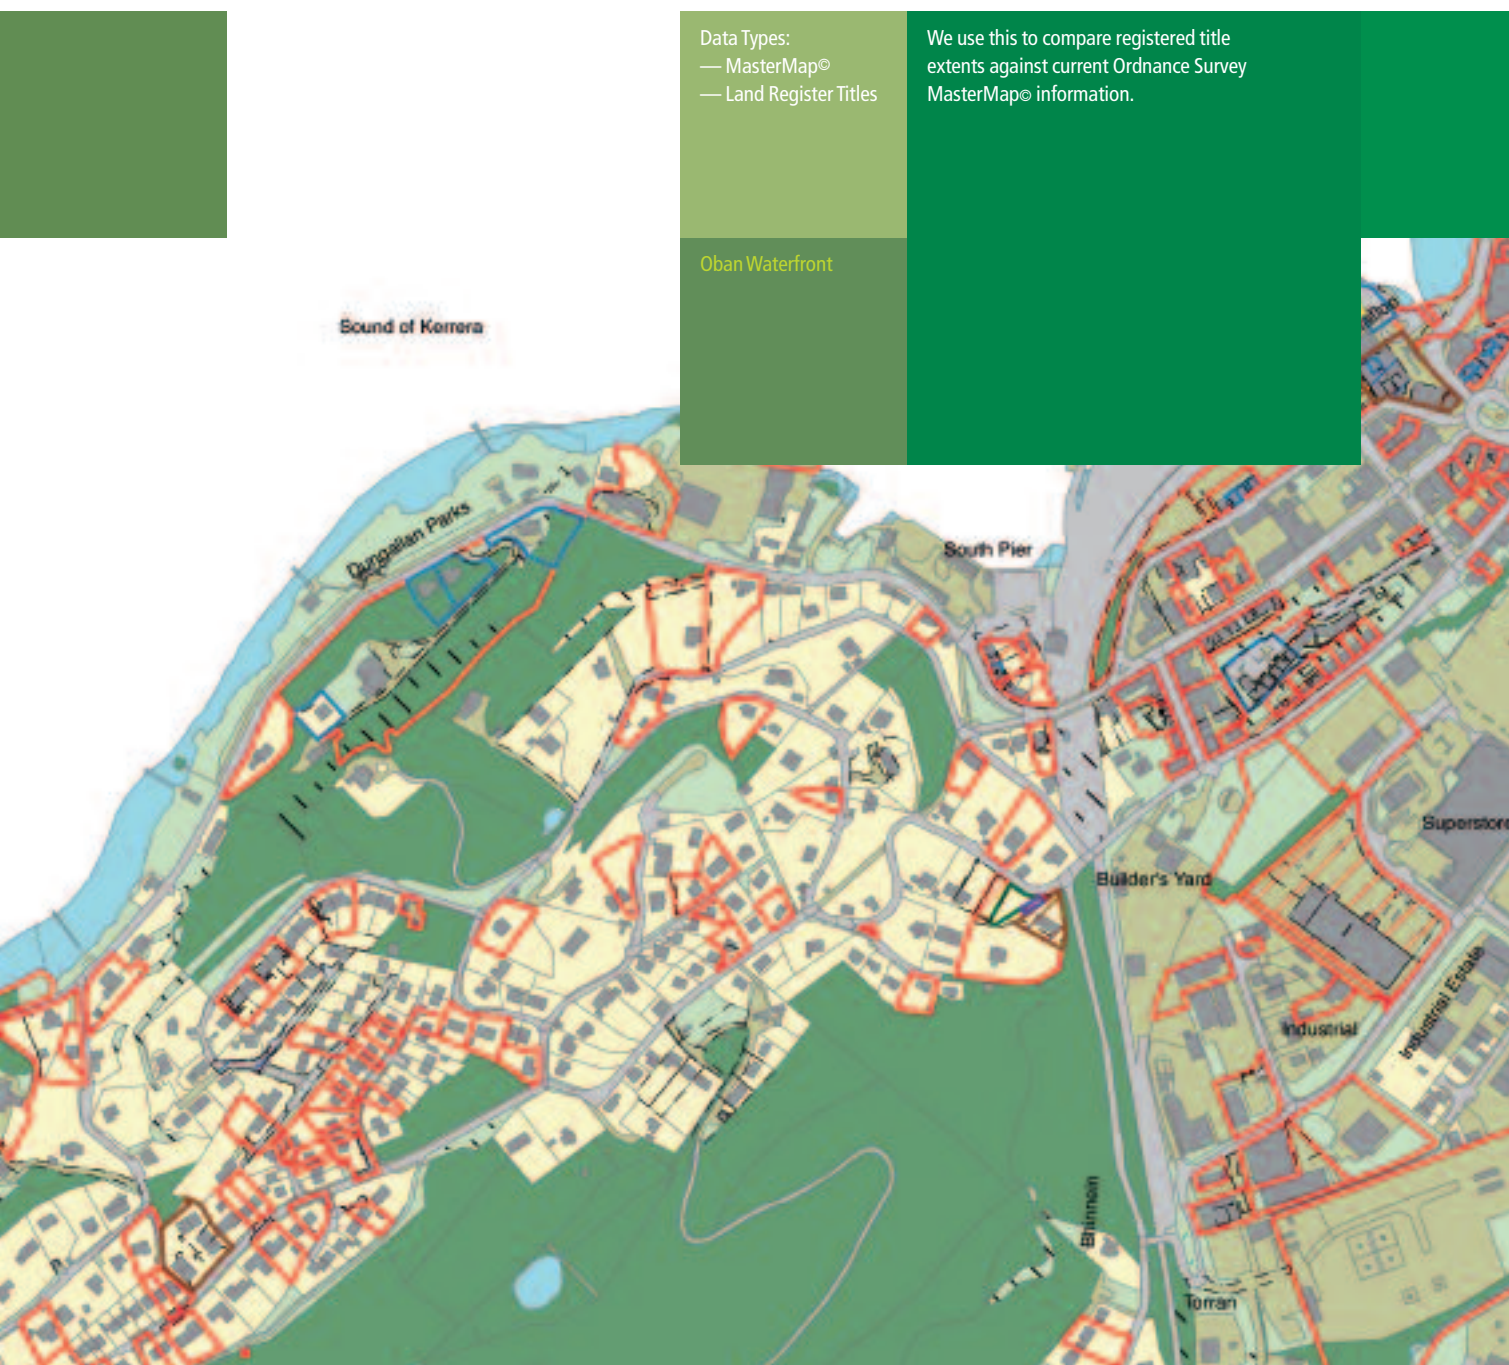 Data Types:
— MasterMap©
— Land Register Titles
We use this to compare registered title
extents against current Ordnance Survey
MasterMap© information.
Oban Waterfront
Sound of Kerrera
Dungallan Parks
South Pier
Superstore
Builder's Yard
Industrial
Industrial Estate
Bhinnein
Torran